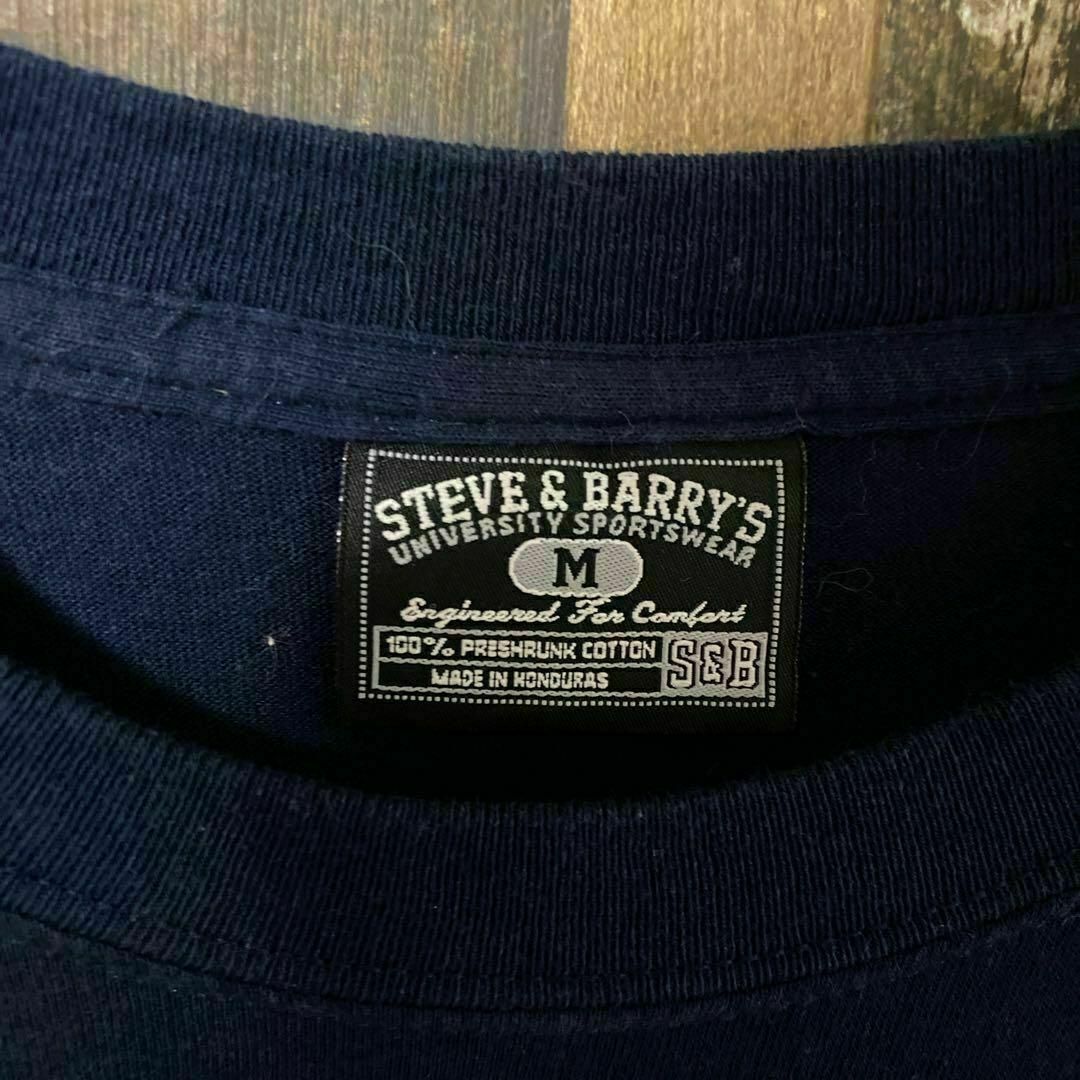 STEVE & BARRY'S
UNIVERSITY SPORTSWEAR
M
Engineered For Comfort
100% PRESHRUNK COTTON
MADE IN HONDURAS
S&B